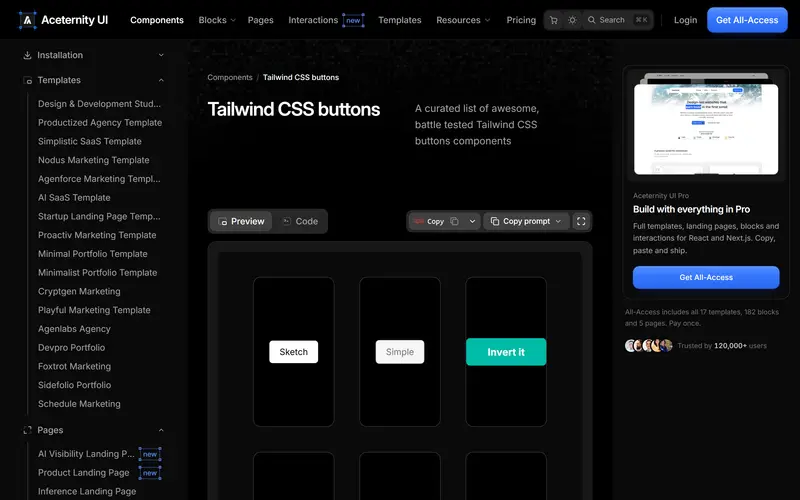 Aceternity UI
Components
Blocks
Pages
Interactions
new
Templates
Resources
Pricing
Search
⌘K
Login
Get All-Access
Installation
Templates
Design & Development Stud...
Productized Agency Template
Simplistic SaaS Template
Nodus Marketing Template
Agenforce Marketing Templ...
AI SaaS Template
Startup Landing Page Temp...
Proactiv Marketing Template
Minimal Portfolio Template
Minimalist Portfolio Template
Cryptgen Marketing
Playful Marketing Template
Agenlabs Agency
Devpro Portfolio
Foxtrot Marketing
Sidefolio Portfolio
Schedule Marketing
Pages
AI Visibility Landing P...
new
Product Landing Page
new
Inference Landing Page
Components / Tailwind CSS buttons
Tailwind CSS buttons
A curated list of awesome,
battle tested Tailwind CSS
buttons components
Preview
Code
Copy
Copy prompt
Sketch
Simple
Invert it
Aceternity UI Pro
Build with everything in Pro
Full templates, landing pages, blocks and
interactions for React and Next.js. Copy,
paste and ship.
Get All-Access
All-Access includes all 17 templates, 182 blocks
and 5 pages. Pay once.
Trusted by 120,000+ users